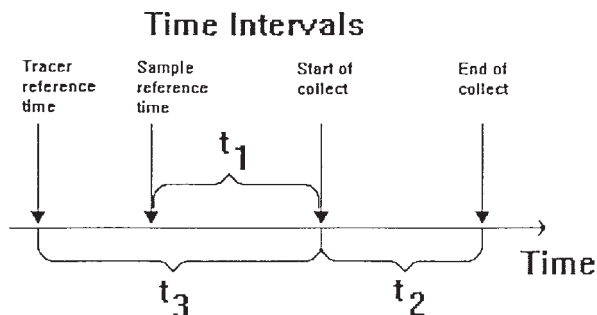 Time Intervals
Tracer
reference
time
Sample
reference
time
Start of
collect
End of
collect
t1
t3
t2
Time